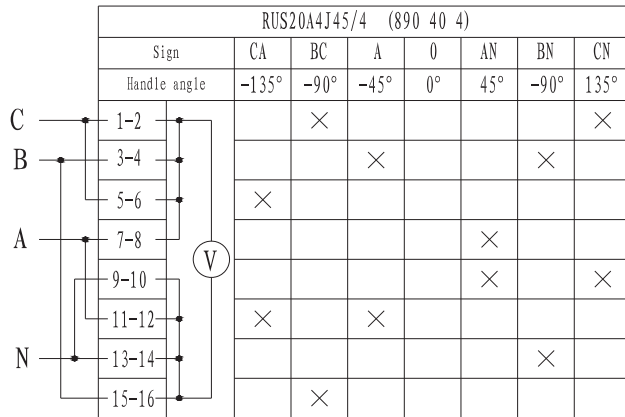 RUS20A4J45/4 (890 40 4)
Sign CA BC A 0 AN BN CN
Handle angle -135° -90° -45° 0° 45° -90° 135°
C 1-2 × ×
B 3-4 × ×
5-6 ×
A 7-8 ×
V
9-10 × ×
11-12 × ×
N 13-14 ×
15-16 ×